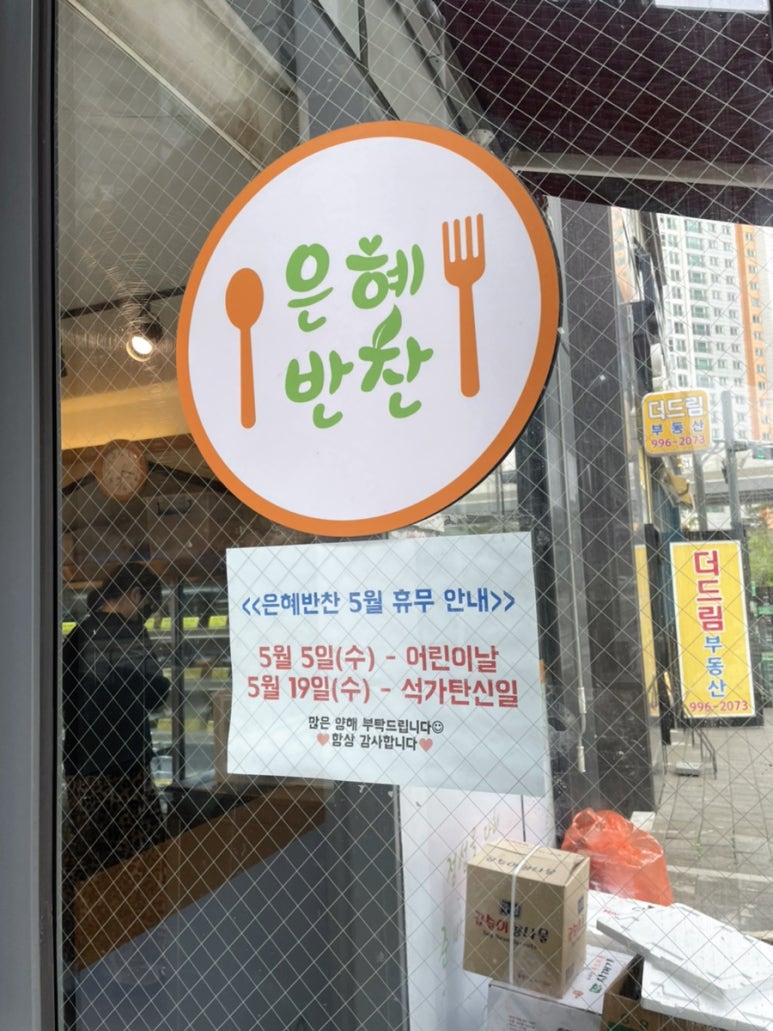 은혜
반찬
<<은혜반찬 5월 휴무 안내>>
5월 5일(수) - 어린이날
5월 19일(수) - 석가탄신일
많은 양해 부탁드립니다☺
♥항상 감사합니다♥
더드림
부동산
996-2073
더드림
부동산
996-2073